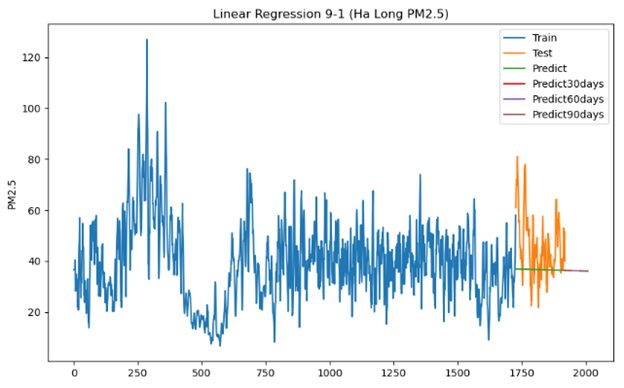 Linear Regression 9-1 (Ha Long PM2.5)
Train
Test
Predict
Predict30days
Predict60days
Predict90days
PM2.5
120
100
80
60
40
20
0
250
500
750
1000
1250
1500
1750
2000